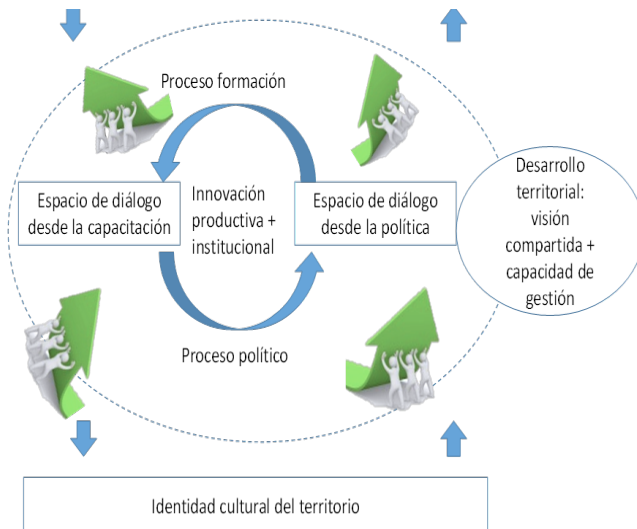 Proceso formación
Espacio de diálogo
desde la capacitación
Innovación
productiva +
institucional
Espacio de diálogo
desde la política
Desarrollo
territorial:
visión
compartida +
capacidad de
gestión
Proceso político
Identidad cultural del territorio